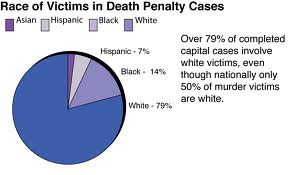 Race of Victims in Death Penalty Cases
Asian Hispanic Black White
Hispanic - 7%
Black - 14%
White - 79%
Over 79% of completed
capital cases involve
white victims, even
though nationally only
50% of murder victims
are white.